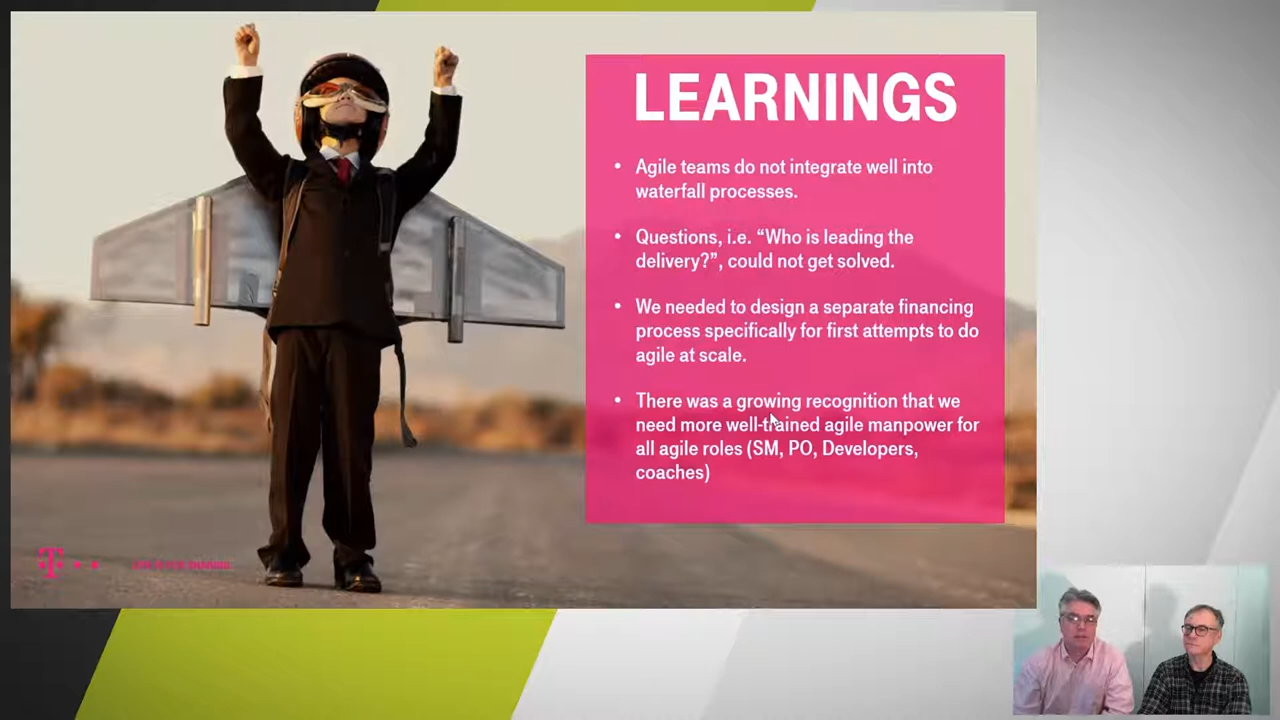 LEARNINGS
• Agile teams do not integrate well into
waterfall processes.
• Questions, i.e. “Who is leading the
delivery?”, could not get solved.
• We needed to design a separate financing
process specifically for first attempts to do
agile at scale.
• There was a growing recognition that we
need more well-trained agile manpower for
all agile roles (SM, PO, Developers,
coaches)
T